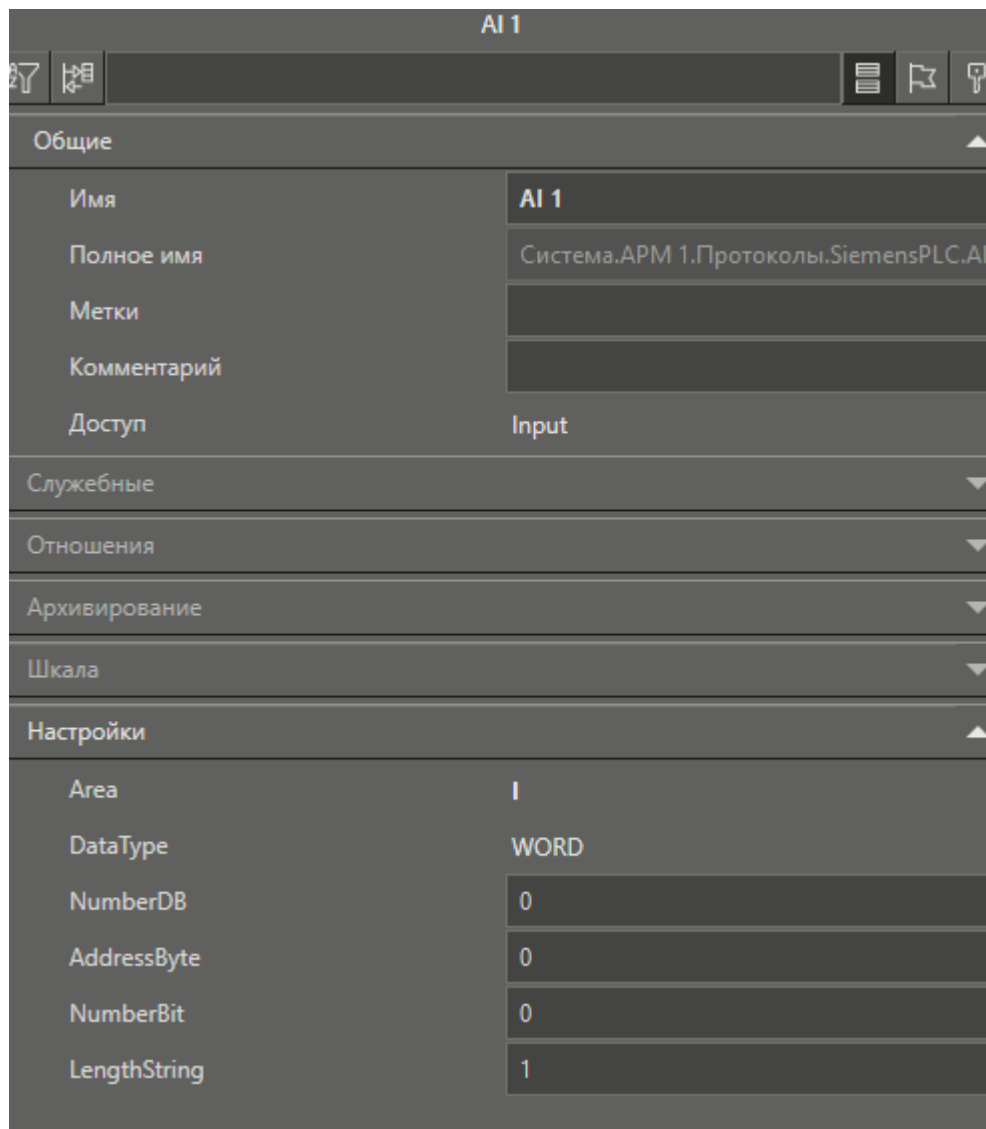 AI 1
Общие
Имя AI 1
Полное имя Система.АРМ 1.Протоколы.SiemensPLC.AI
Метки
Комментарий
Доступ Input
Служебные
Отношения
Архивирование
Шкала
Настройки
Area I
DataType WORD
NumberDB 0
AddressByte 0
NumberBit 0
LengthString 1